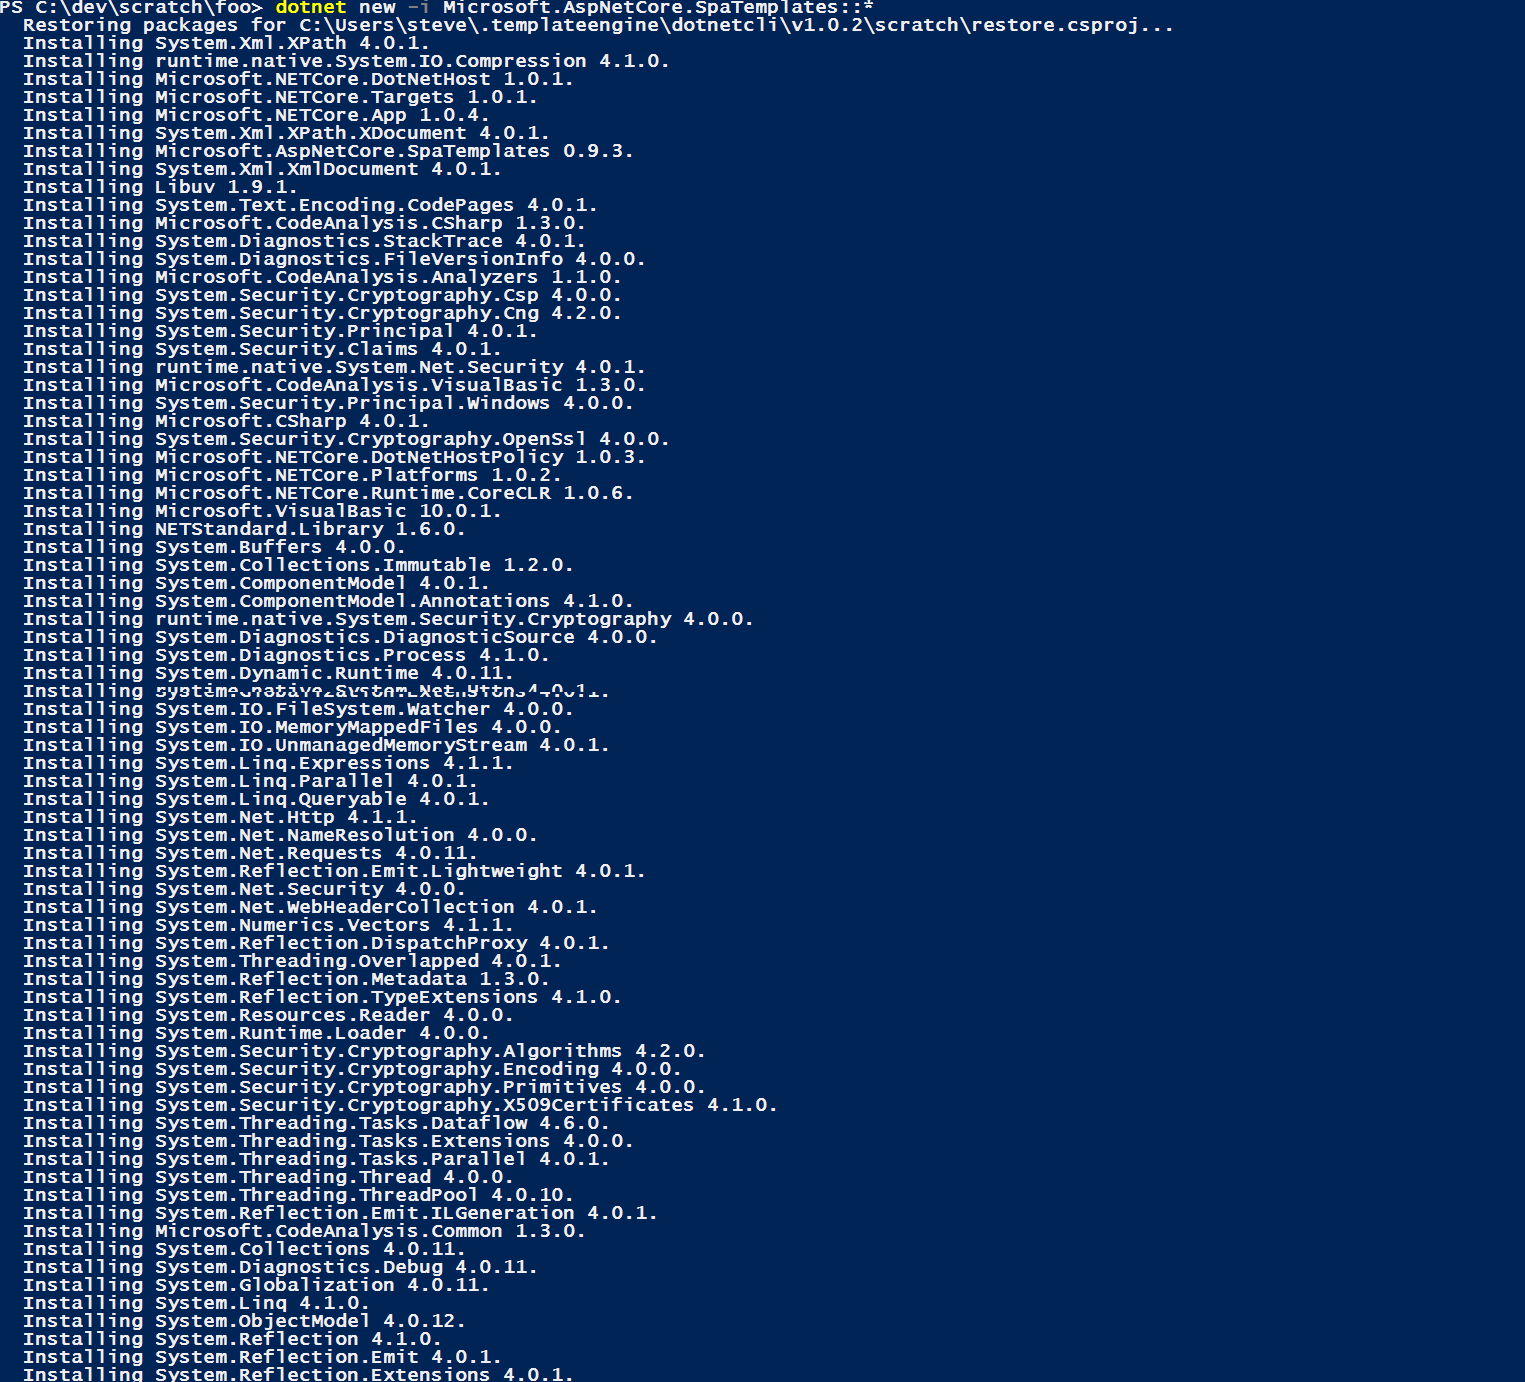 PS C:\dev\scratch\foo> dotnet new -i Microsoft.AspNetCore.SpaTemplates::*
Restoring packages for C:\Users\steve\.templateengine\dotnetcli\v1.0.2\scratch\restore.csproj...
Installing System.Xml.XPath 4.0.1.
Installing runtime.native.System.IO.Compression 4.1.0.
Installing Microsoft.NETCore.DotNetHost 1.0.1.
Installing Microsoft.NETCore.Targets 1.0.1.
Installing Microsoft.NETCore.App 1.0.4.
Installing System.Xml.XPath.XDocument 4.0.1.
Installing Microsoft.AspNetCore.SpaTemplates 0.9.3.
Installing System.Xml.XmlDocument 4.0.1.
Installing Libuv 1.9.1.
Installing System.Text.Encoding.CodePages 4.0.1.
Installing Microsoft.CodeAnalysis.CSharp 1.3.0.
Installing System.Diagnostics.StackTrace 4.0.1.
Installing System.Diagnostics.FileVersionInfo 4.0.0.
Installing Microsoft.CodeAnalysis.Analyzers 1.1.0.
Installing System.Security.Cryptography.Csp 4.0.0.
Installing System.Security.Cryptography.Cng 4.2.0.
Installing System.Security.Principal 4.0.1.
Installing System.Security.Claims 4.0.1.
Installing runtime.native.System.Net.Security 4.0.1.
Installing Microsoft.CodeAnalysis.VisualBasic 1.3.0.
Installing System.Security.Principal.Windows 4.0.0.
Installing Microsoft.CSharp 4.0.1.
Installing System.Security.Cryptography.OpenSsl 4.0.0.
Installing Microsoft.NETCore.DotNetHostPolicy 1.0.3.
Installing Microsoft.NETCore.Platforms 1.0.2.
Installing Microsoft.NETCore.Runtime.CoreCLR 1.0.6.
Installing Microsoft.VisualBasic 10.0.1.
Installing NETStandard.Library 1.6.0.
Installing System.Buffers 4.0.0.
Installing System.Collections.Immutable 1.2.0.
Installing System.ComponentModel 4.0.1.
Installing System.ComponentModel.Annotations 4.1.0.
Installing runtime.native.System.Security.Cryptography 4.0.0.
Installing System.Diagnostics.DiagnosticSource 4.0.0.
Installing System.Diagnostics.Process 4.1.0.
Installing System.Dynamic.Runtime 4.0.11.
Installing
Installing System.IO.FileSystem.Watcher 4.0.0.
Installing System.IO.MemoryMappedFiles 4.0.0.
Installing System.IO.UnmanagedMemoryStream 4.0.1.
Installing System.Linq.Expressions 4.1.1.
Installing System.Linq.Parallel 4.0.1.
Installing System.Linq.Queryable 4.0.1.
Installing System.Net.Http 4.1.1.
Installing System.Net.NameResolution 4.0.0.
Installing System.Net.Requests 4.0.11.
Installing System.Reflection.Emit.Lightweight 4.0.1.
Installing System.Net.Security 4.0.0.
Installing System.Net.WebHeaderCollection 4.0.1.
Installing System.Numerics.Vectors 4.1.1.
Installing System.Reflection.DispatchProxy 4.0.1.
Installing System.Threading.Overlapped 4.0.1.
Installing System.Reflection.Metadata 1.3.0.
Installing System.Reflection.TypeExtensions 4.1.0.
Installing System.Resources.Reader 4.0.0.
Installing System.Runtime.Loader 4.0.0.
Installing System.Security.Cryptography.Algorithms 4.2.0.
Installing System.Security.Cryptography.Encoding 4.0.0.
Installing System.Security.Cryptography.Primitives 4.0.0.
Installing System.Security.Cryptography.X509Certificates 4.1.0.
Installing System.Threading.Tasks.Dataflow 4.6.0.
Installing System.Threading.Tasks.Extensions 4.0.0.
Installing System.Threading.Tasks.Parallel 4.0.1.
Installing System.Threading.Thread 4.0.0.
Installing System.Threading.ThreadPool 4.0.10.
Installing System.Reflection.Emit.ILGeneration 4.0.1.
Installing Microsoft.CodeAnalysis.Common 1.3.0.
Installing System.Collections 4.0.11.
Installing System.Diagnostics.Debug 4.0.11.
Installing System.Globalization 4.0.11.
Installing System.Linq 4.1.0.
Installing System.ObjectModel 4.0.12.
Installing System.Reflection 4.1.0.
Installing System.Reflection.Emit 4.0.1.
Installing System.Reflection.Extensions 4.0.1.